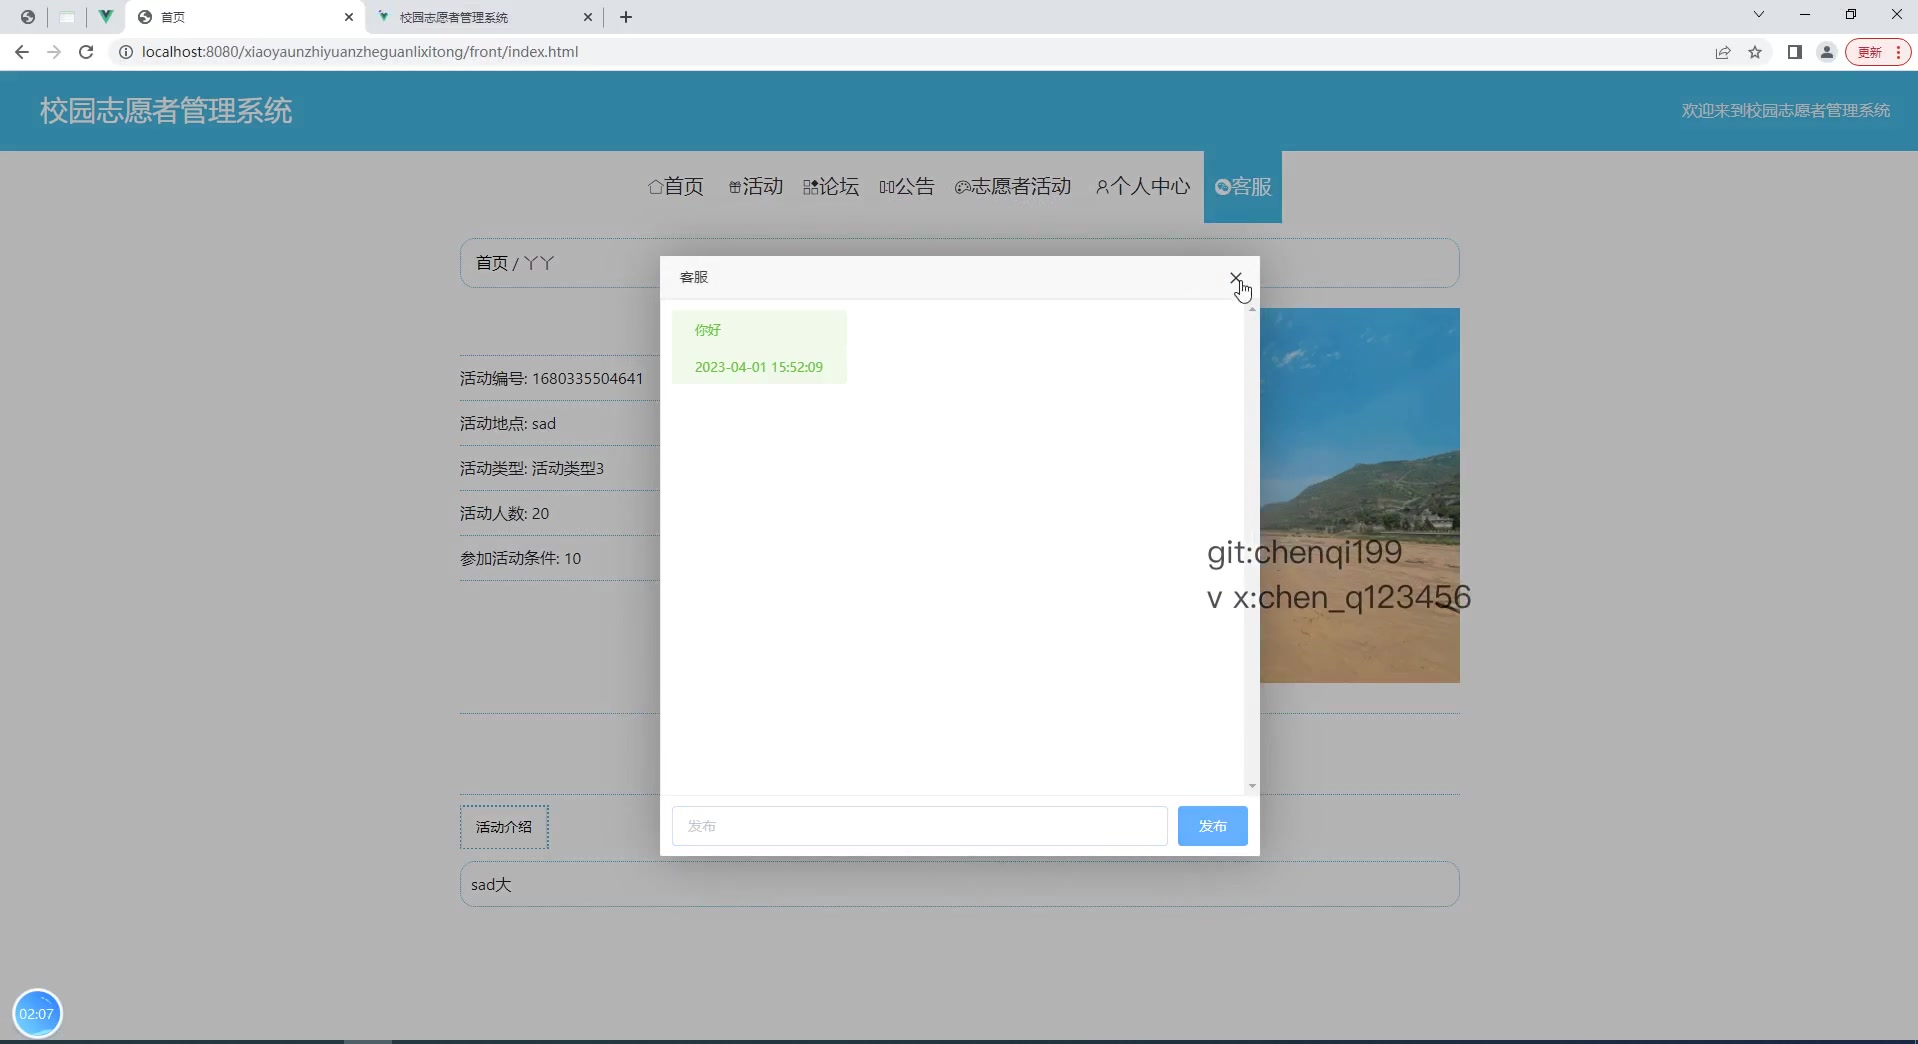 首页
校园志愿者管理系统
localhost:8080/xiaoyaunzhiyuanzheguanlixitong/front/index.html
更新
校园志愿者管理系统
欢迎来到校园志愿者管理系统
首页
活动
论坛
公告
志愿者活动
个人中心
客服
首页 / 丫丫
客服
你好
2023-04-01 15:52:09
活动编号: 1680335504641
活动地点: sad
活动类型: 活动类型3
活动人数: 20
参加活动条件: 10
git:chenqi199
v x:chen_q123456
发布
发布
活动介绍
sad大
02:07